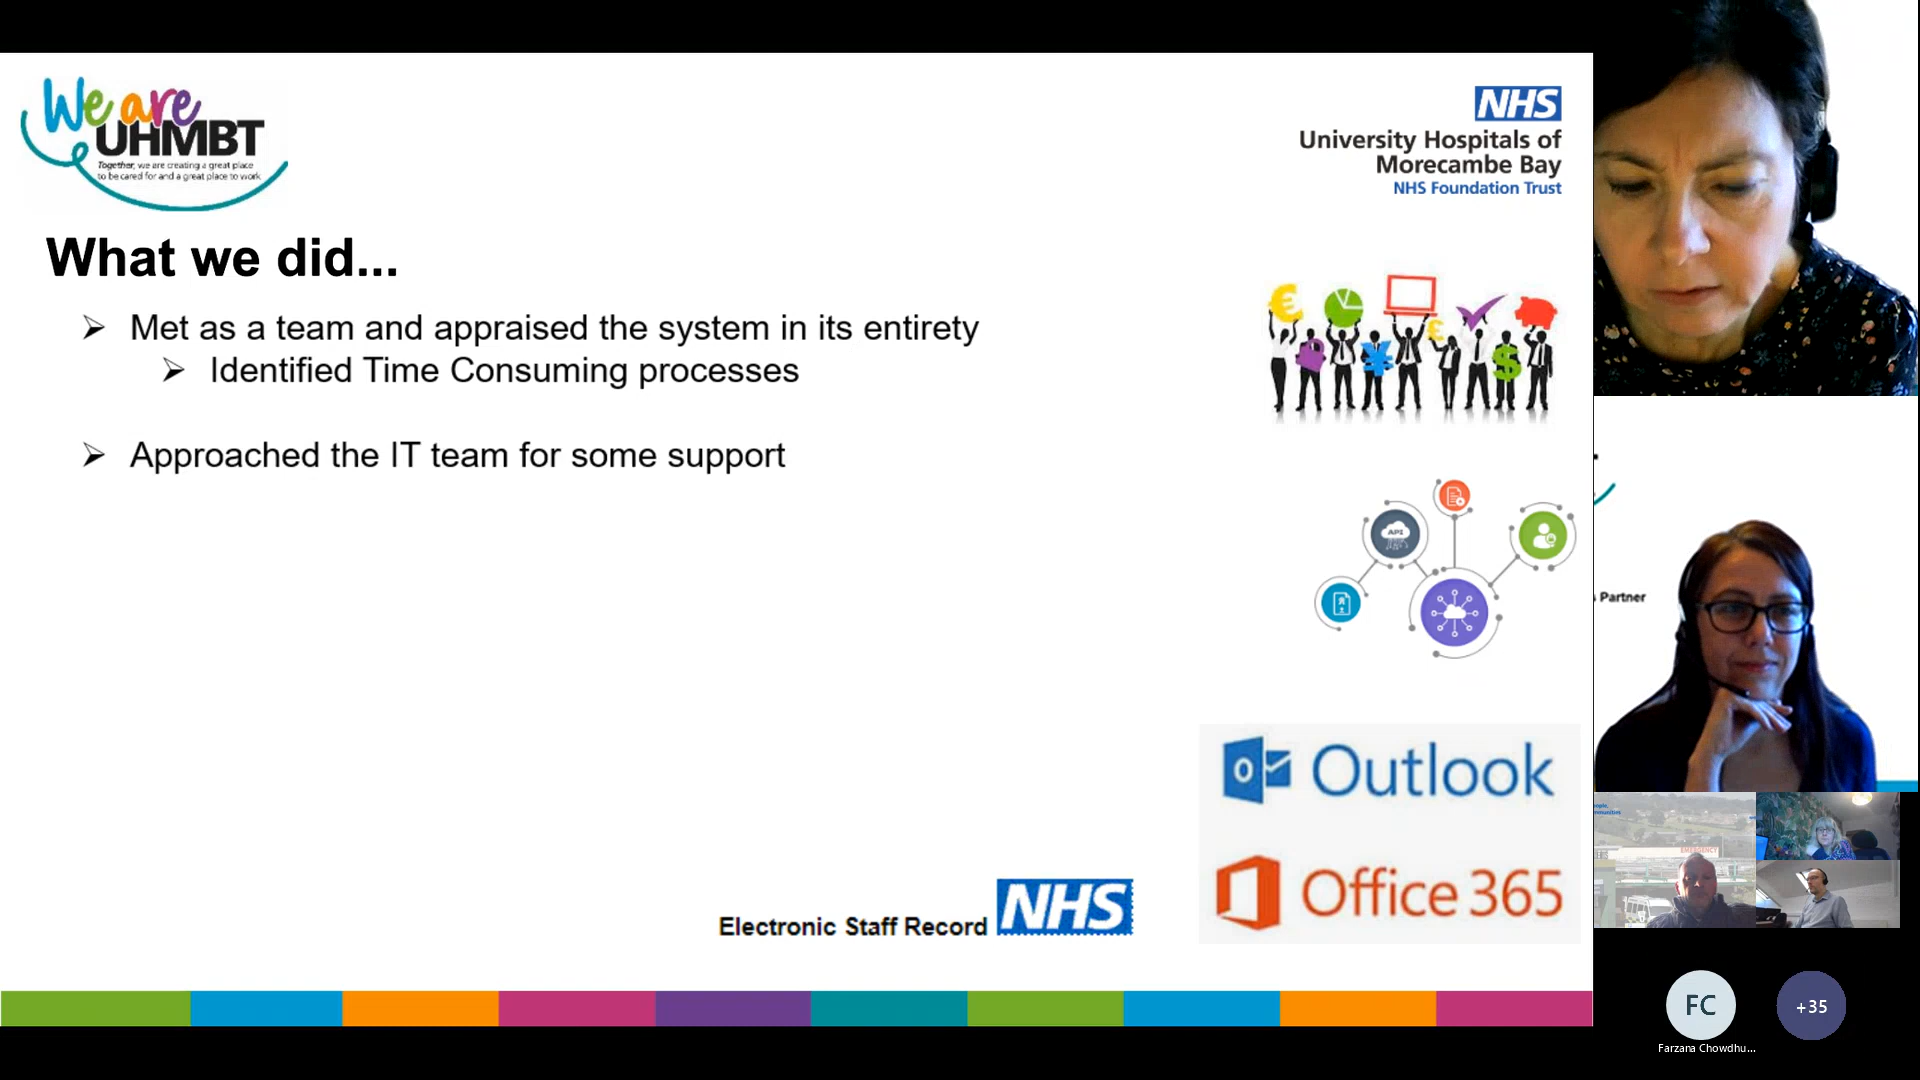 We are
UHMBT
Together, we are creating a great place
to be cared for and a great place to work
NHS
University Hospitals of
Morecambe Bay
NHS Foundation Trust
What we did...
Met as a team and appraised the system in its entirety
Identified Time Consuming processes
Approached the IT team for some support
API
Outlook
Office 365
Electronic Staff Record NHS
Partner
EMERGENCY
FC
+35
Farzana Chowdhu...